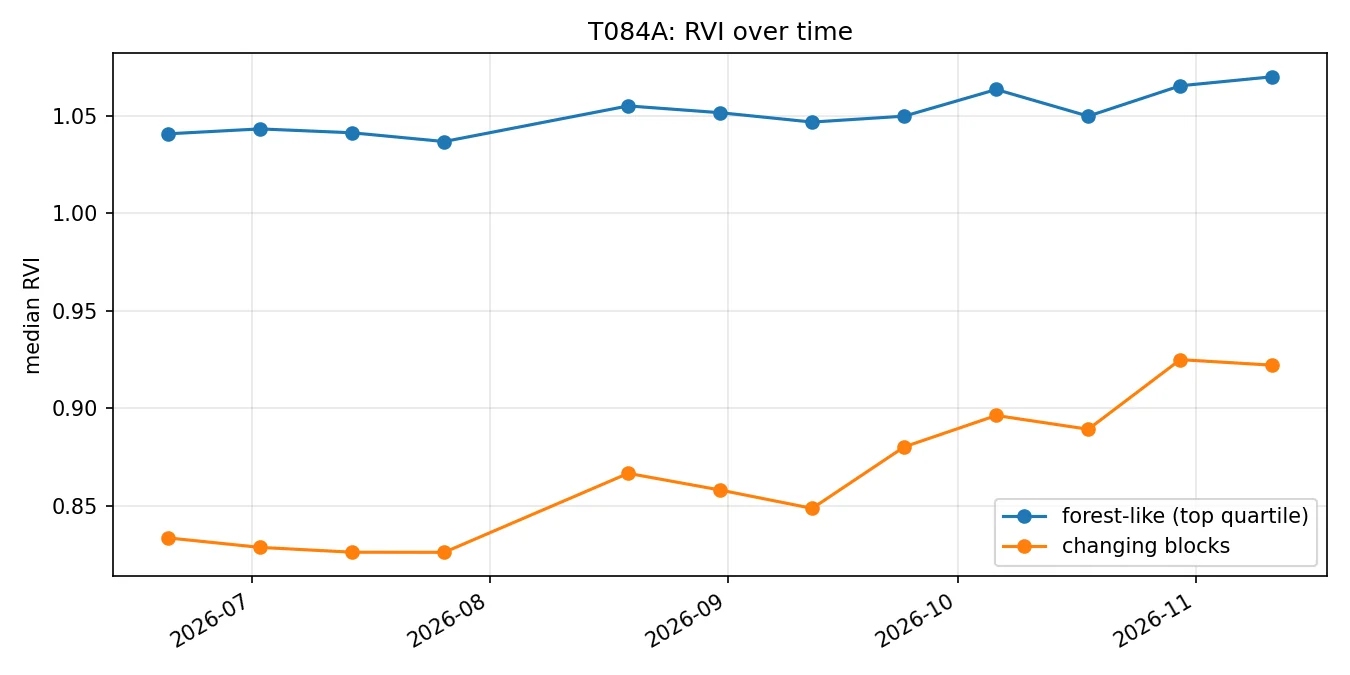 T084A: RVI over time
median RVI
1.05
1.00
0.95
0.90
0.85
2026-07
2026-08
2026-09
2026-10
2026-11
forest-like (top quartile)
changing blocks